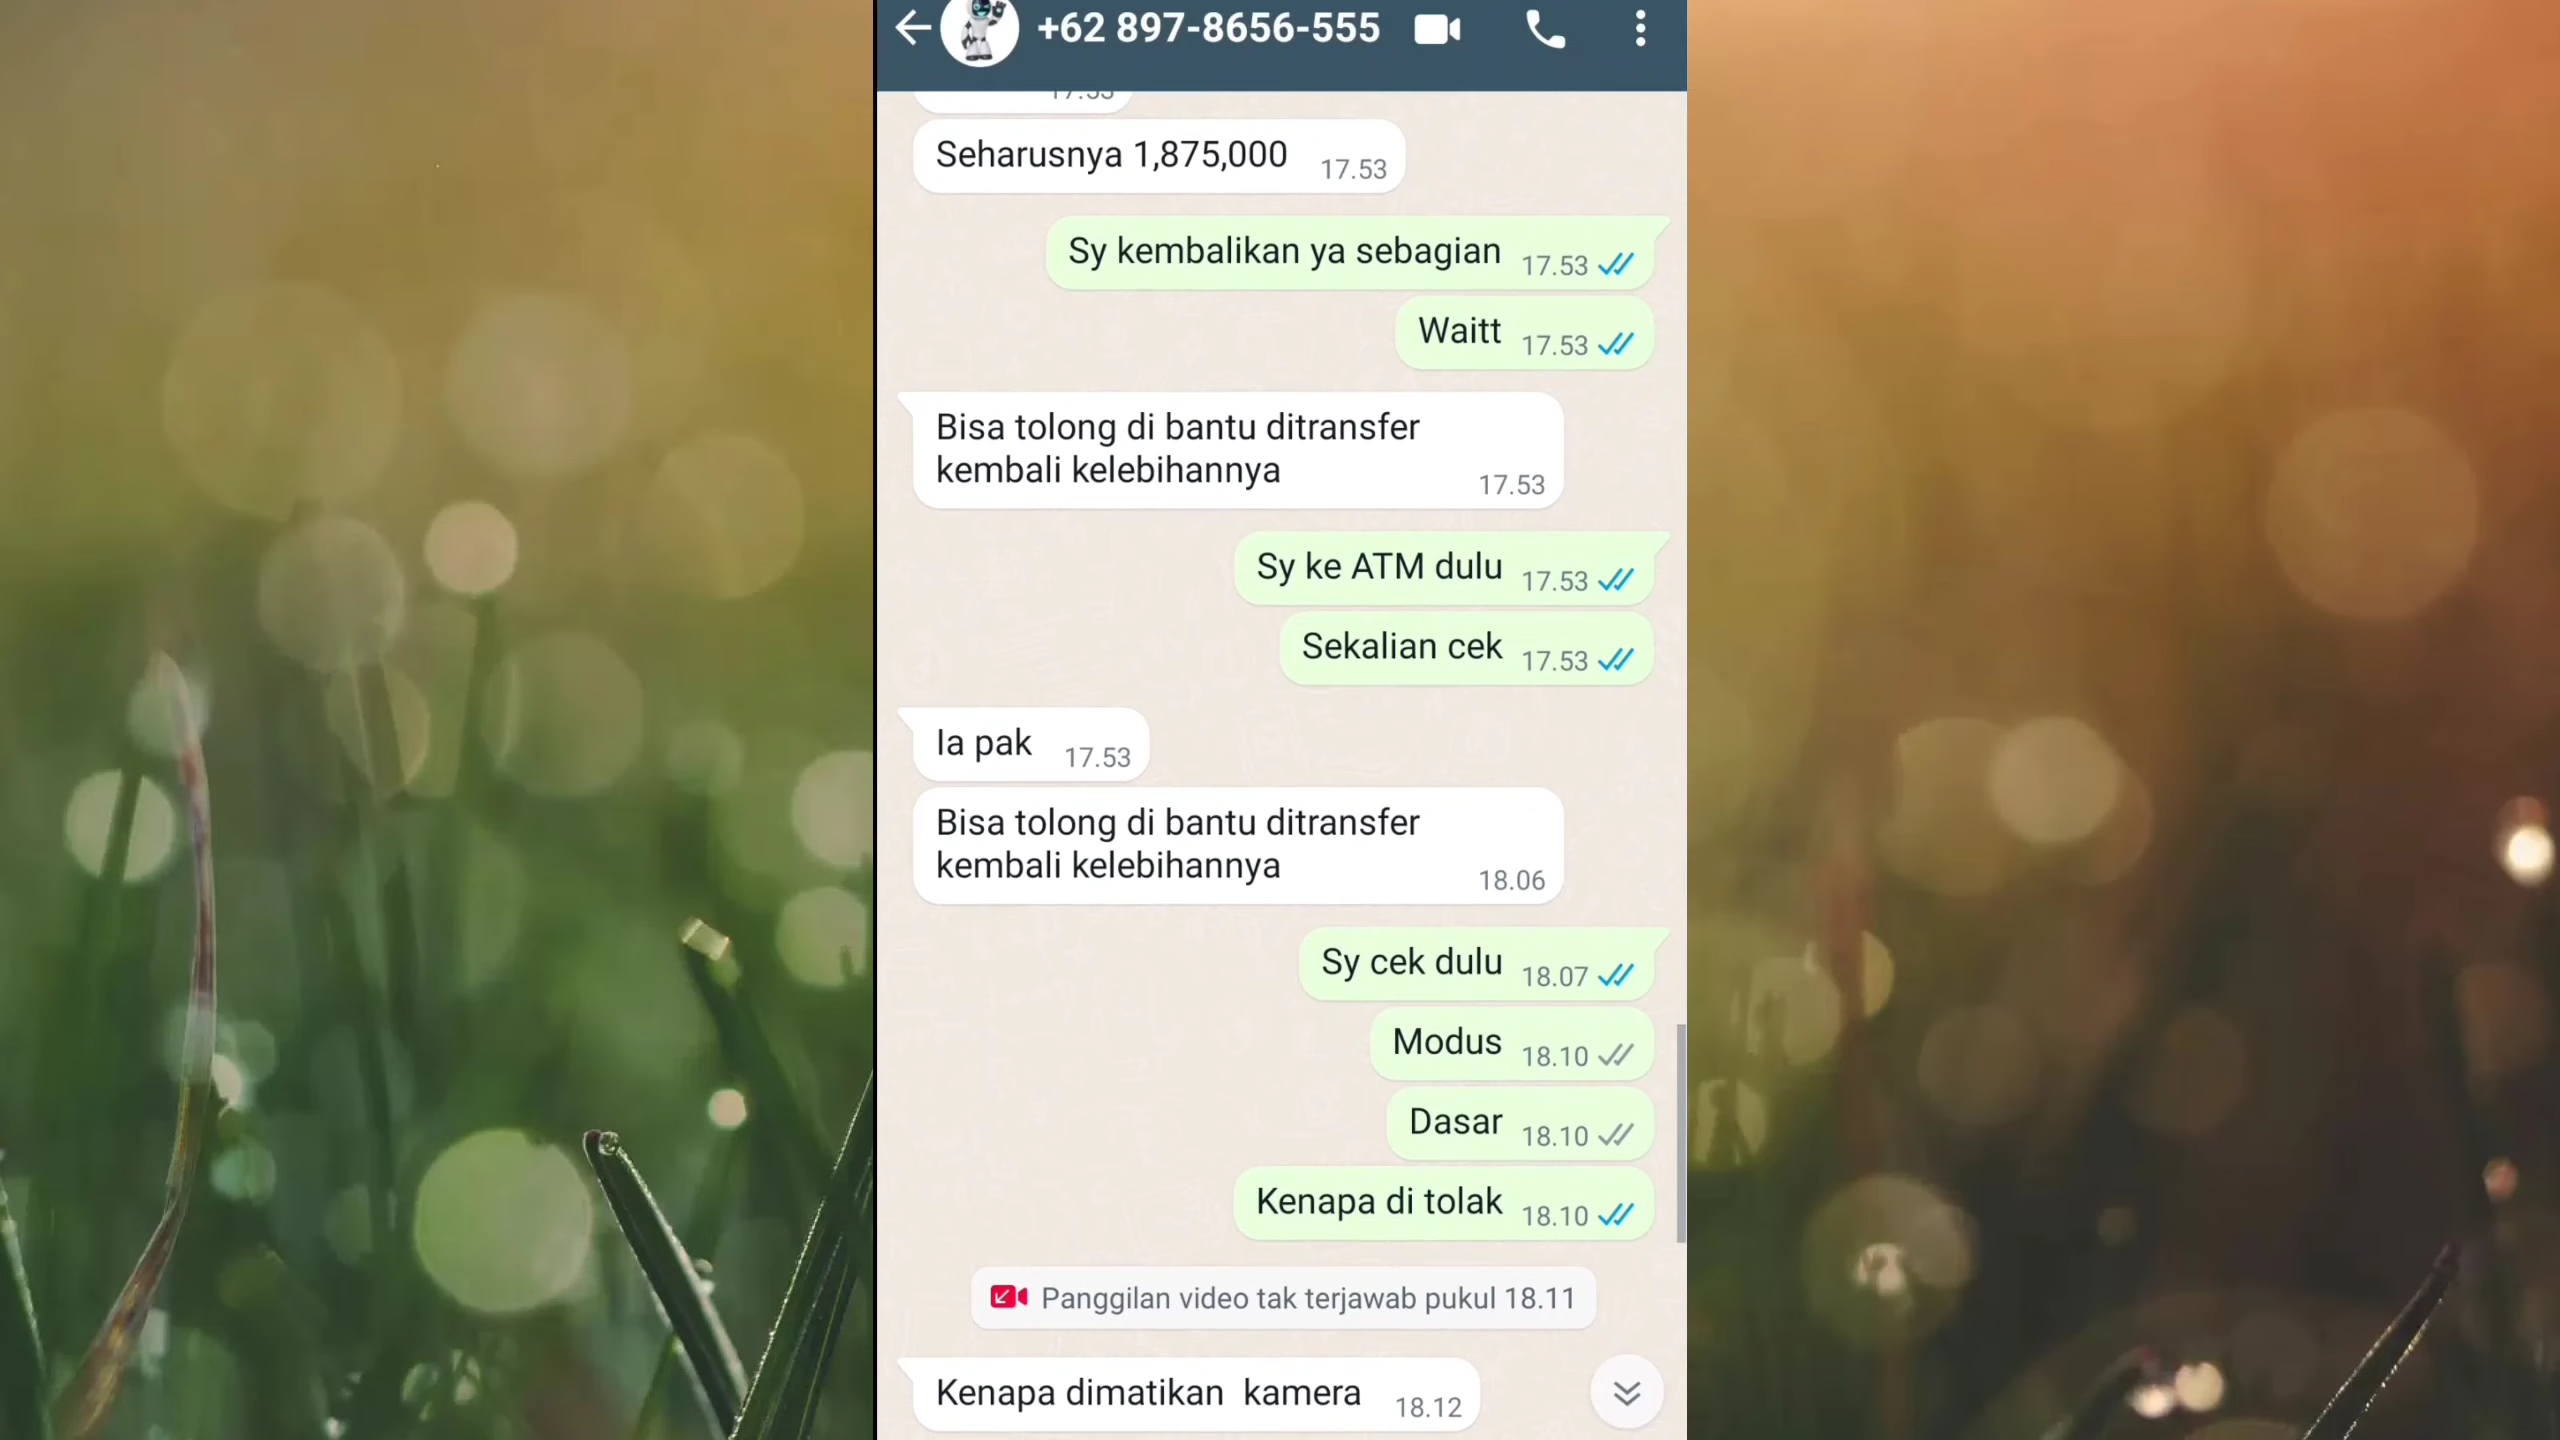 +62 897-8656-555
17.53
Seharusnya 1,875,000 17.53
Sy kembalikan ya sebagian 17.53
Waitt 17.53
Bisa tolong di bantu ditransfer
kembali kelebihannya 17.53
Sy ke ATM dulu 17.53
Sekalian cek 17.53
Ia pak 17.53
Bisa tolong di bantu ditransfer
kembali kelebihannya 18.06
Sy cek dulu 18.07
Modus 18.10
Dasar 18.10
Kenapa di tolak 18.10
Panggilan video tak terjawab pukul 18.11
Kenapa dimatikan kamera 18.12